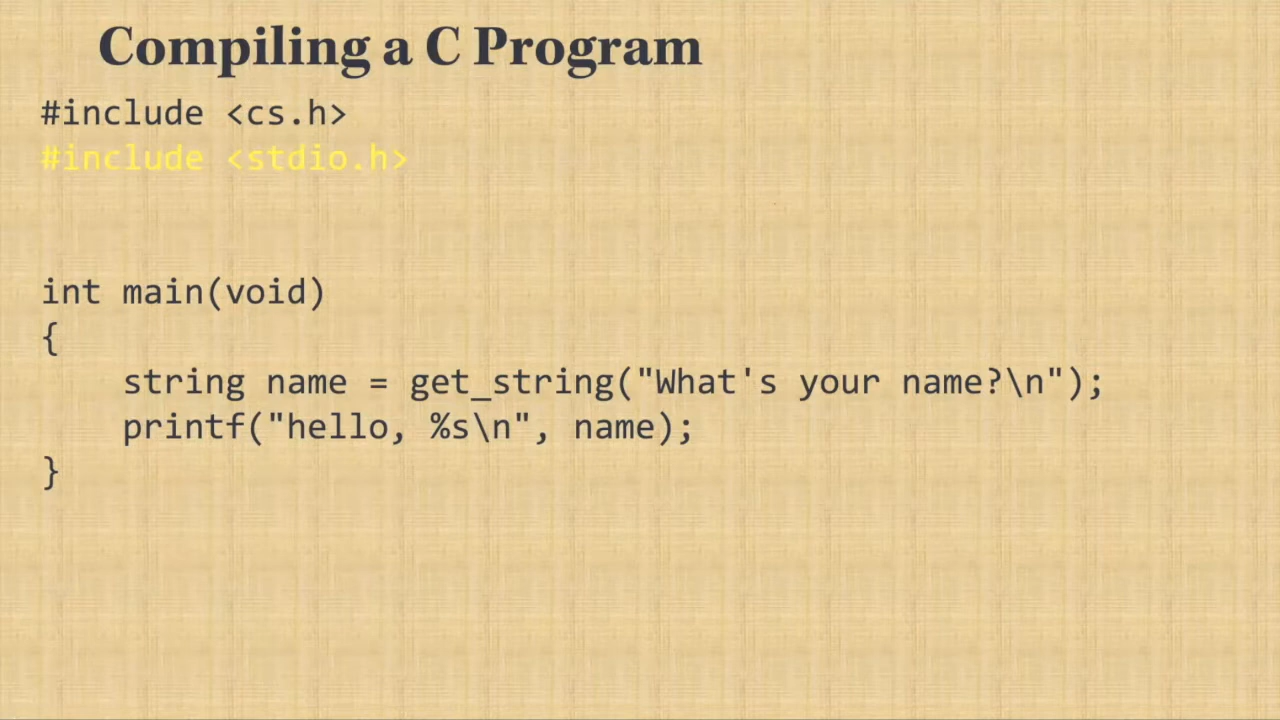 Compiling a C Program
#include <cs.h>
#include <stdio.h>
int main(void)
{
    string name = get_string("What's your name?\n");
    printf("hello, %s\n", name);
}